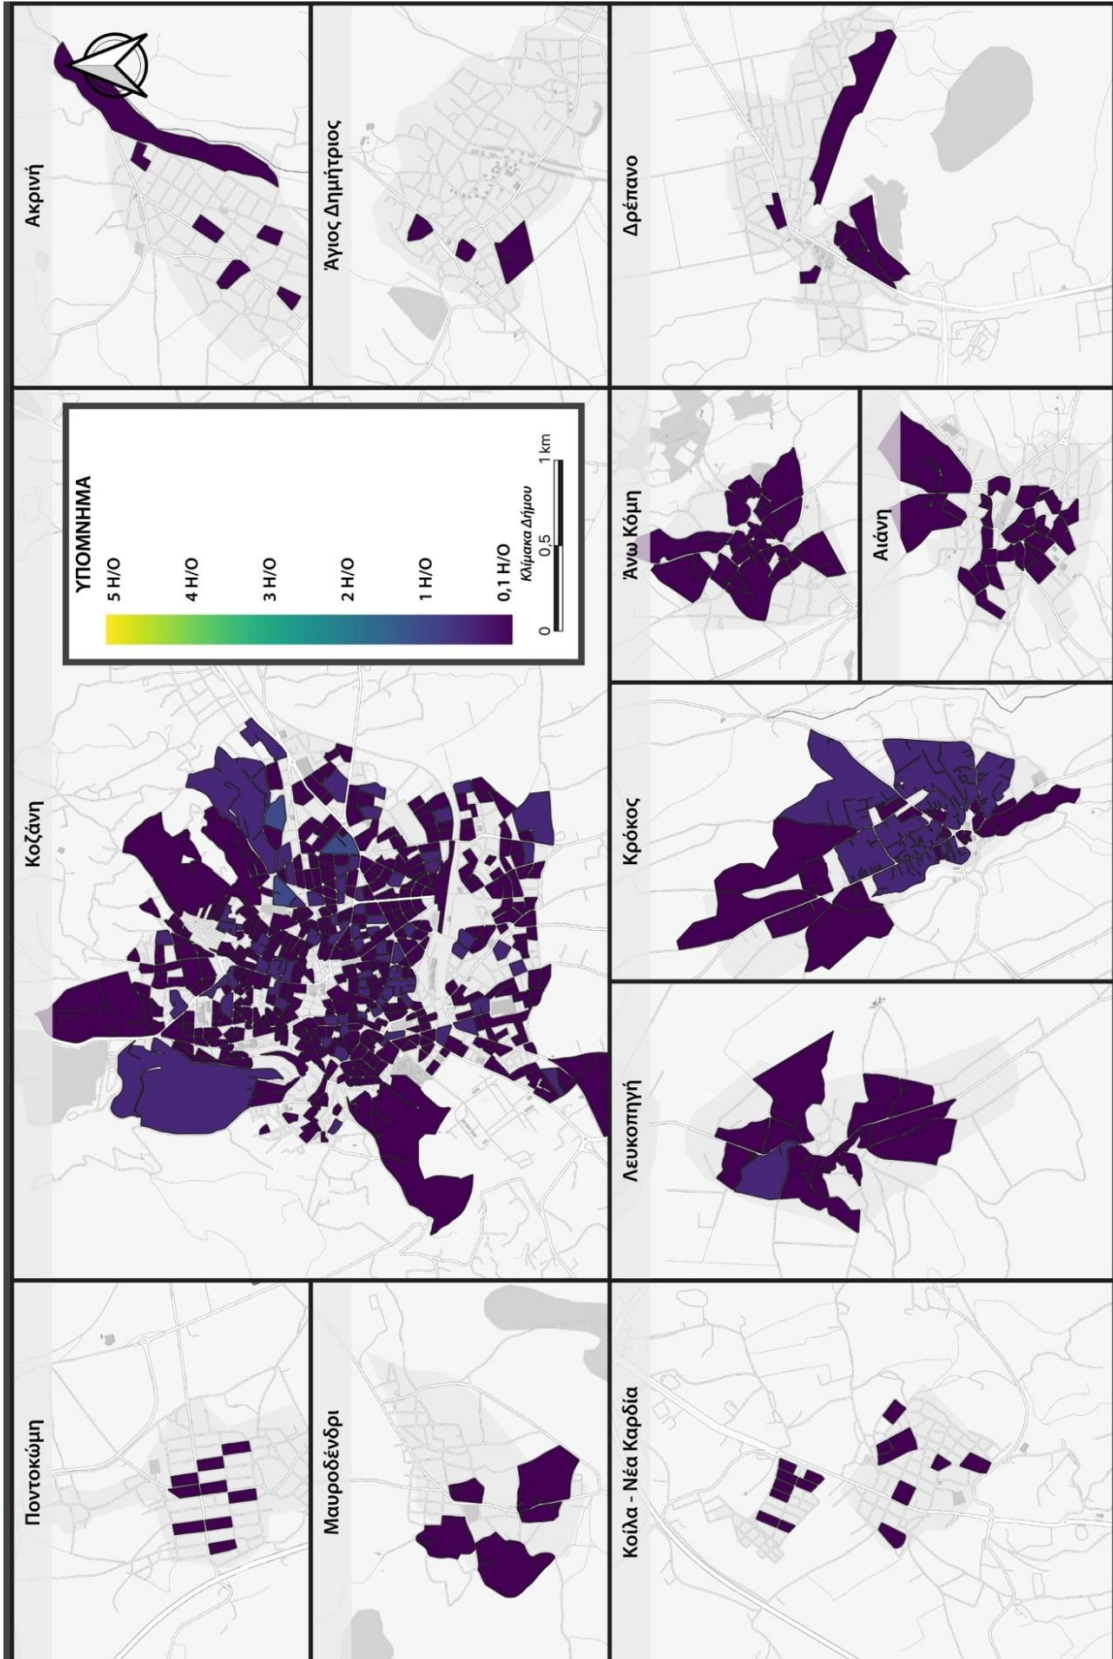 Ποντοκώμη
Κοζάνη
Ακρινή
Μαυροδένδρι
Άγιος Δημήτριος
ΥΠΟΜΝΗΜΑ
5 Η/Ο
4 Η/Ο
3 Η/Ο
2 Η/Ο
1 Η/Ο
0,1 Η/Ο
Κλίμακα Δήμου
0 0,5 1 km
Κοίλα - Νέα Καρδία
Λευκοπηγή
Κρόκος
Άνω Κόμη
Δρέπανο
Αιάνη